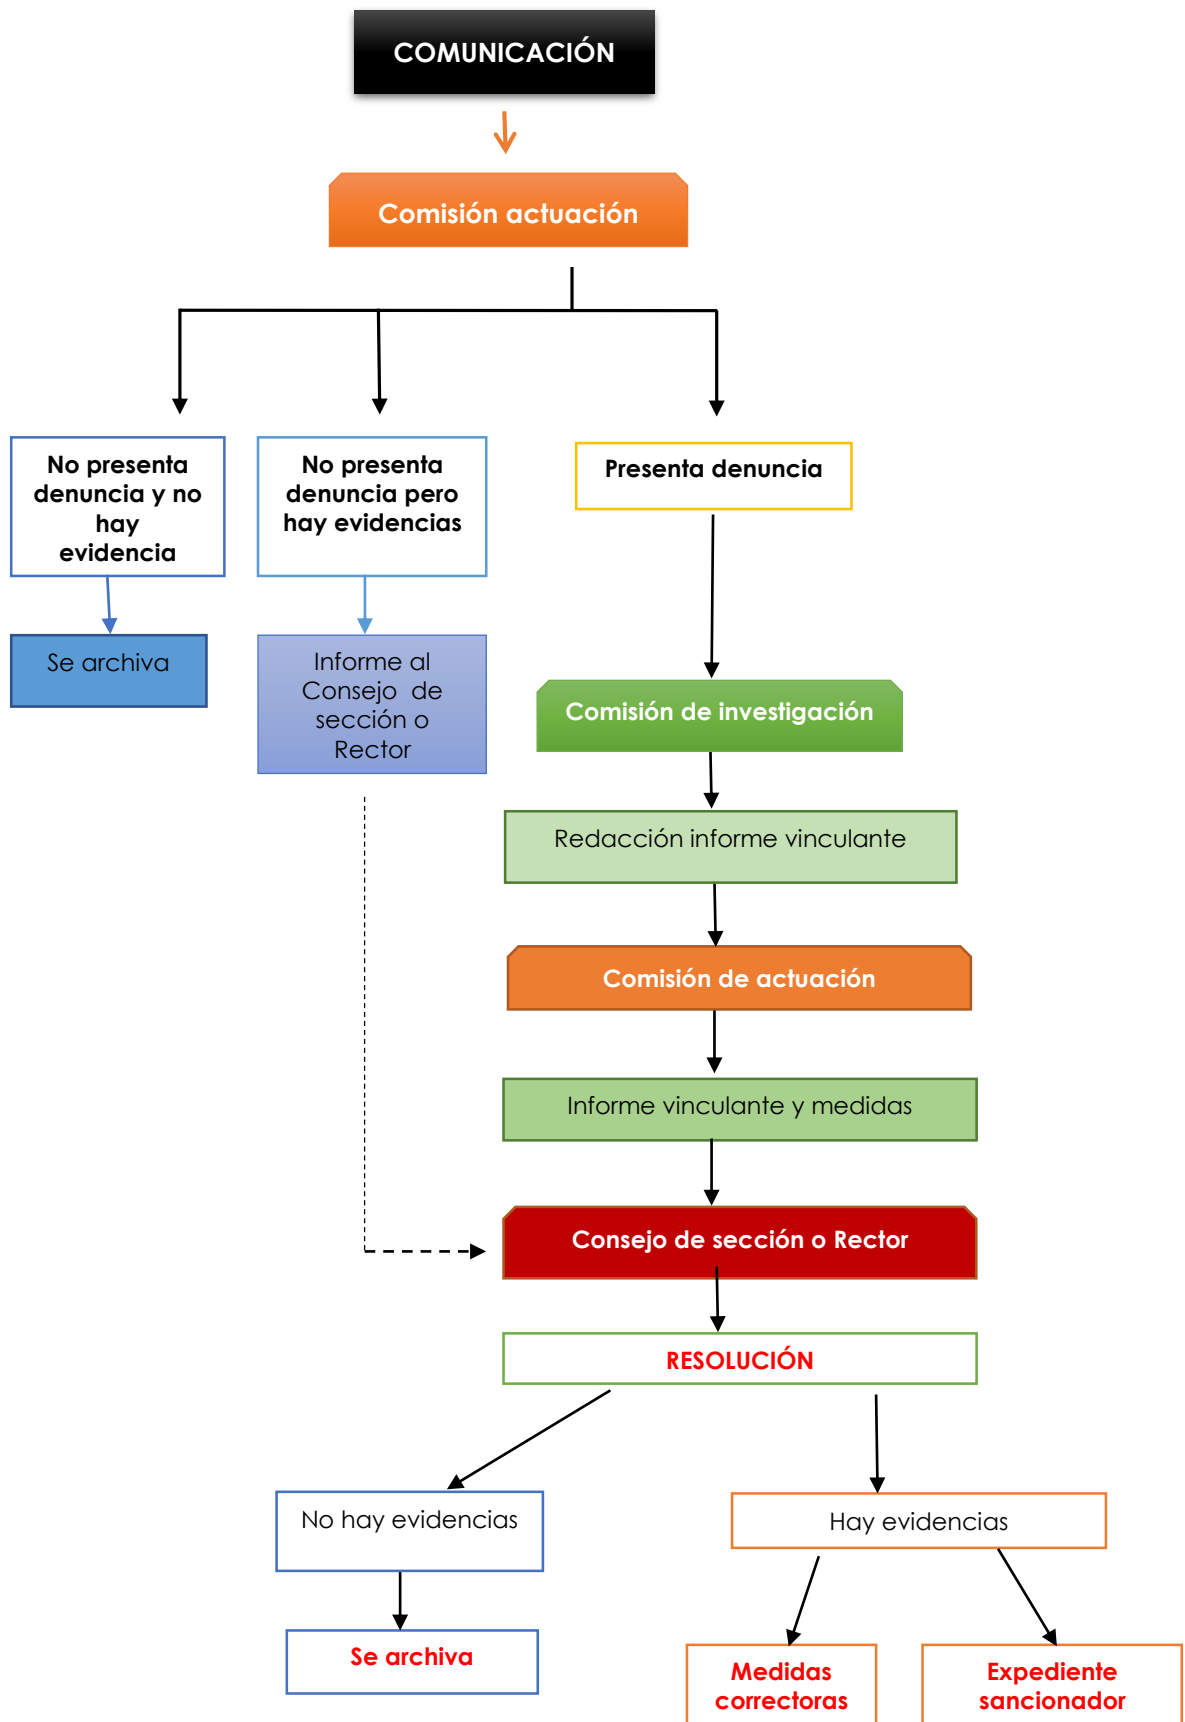 COMUNICACIÓN
Comisión actuación
No presenta
denuncia y no
hay
evidencia
No presenta
denuncia pero
hay evidencias
Presenta denuncia
Se archiva
Informe al
Consejo de
sección o
Rector
Comisión de investigación
Redacción informe vinculante
Comisión de actuación
Informe vinculante y medidas
Consejo de sección o Rector
RESOLUCIÓN
No hay evidencias
Hay evidencias
Se archiva
Medidas
correctoras
Expediente
sancionador